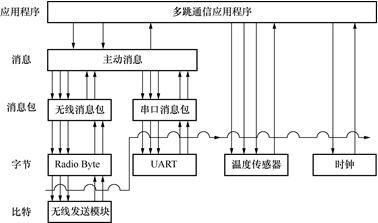 应用程序
多跳通信应用程序
消息
主动消息
消息包
无线消息包
串口消息包
字节
Radio Byte
UART
温度传感器
时钟
比特
无线发送模块